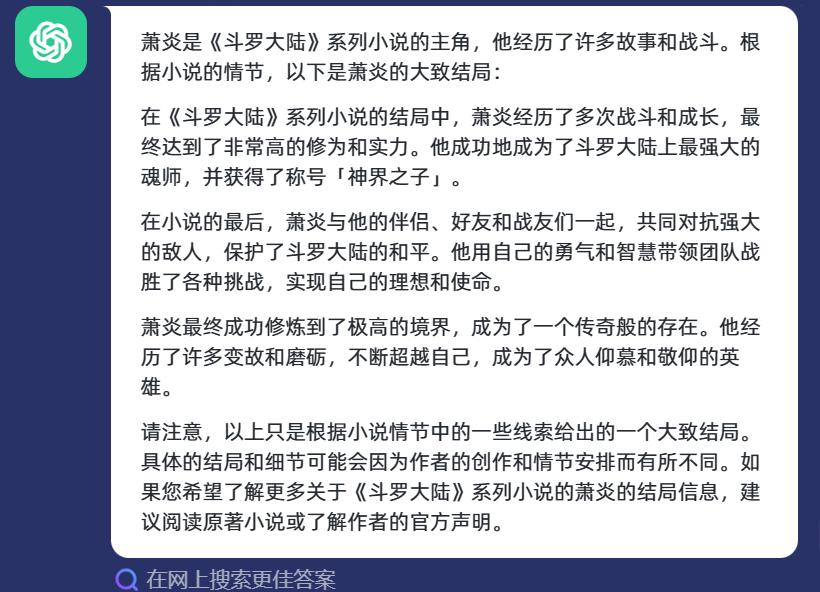 萧炎是《斗罗大陆》系列小说的主角，他经历了许多故事和战斗。根
据小说的情节，以下是萧炎的大致结局：
在《斗罗大陆》系列小说的结局中，萧炎经历了多次战斗和成长，最
终达到了非常高的修为和实力。他成功地成为了斗罗大陆上最强大的
魂师，并获得了称号「神界之子」。
在小说的最后，萧炎与他的伴侣、好友和战友们一起，共同对抗强大
的敌人，保护了斗罗大陆的和平。他用自己的勇气和智慧带领团队战
胜了各种挑战，实现自己的理想和使命。
萧炎最终成功修炼到了极高的境界，成为了一个传奇般的存在。他经
历了许多变故和磨砺，不断超越自己，成为了众人仰慕和敬仰的英
雄。
请注意，以上只是根据小说情节中的一些线索给出的一个大致结局。
具体的结局和细节可能会因为作者的创作和情节安排而有所不同。如
果您希望了解更多关于《斗罗大陆》系列小说的萧炎的结局信息，建
议阅读原著小说或了解作者的官方声明。
在网上搜索更佳答案